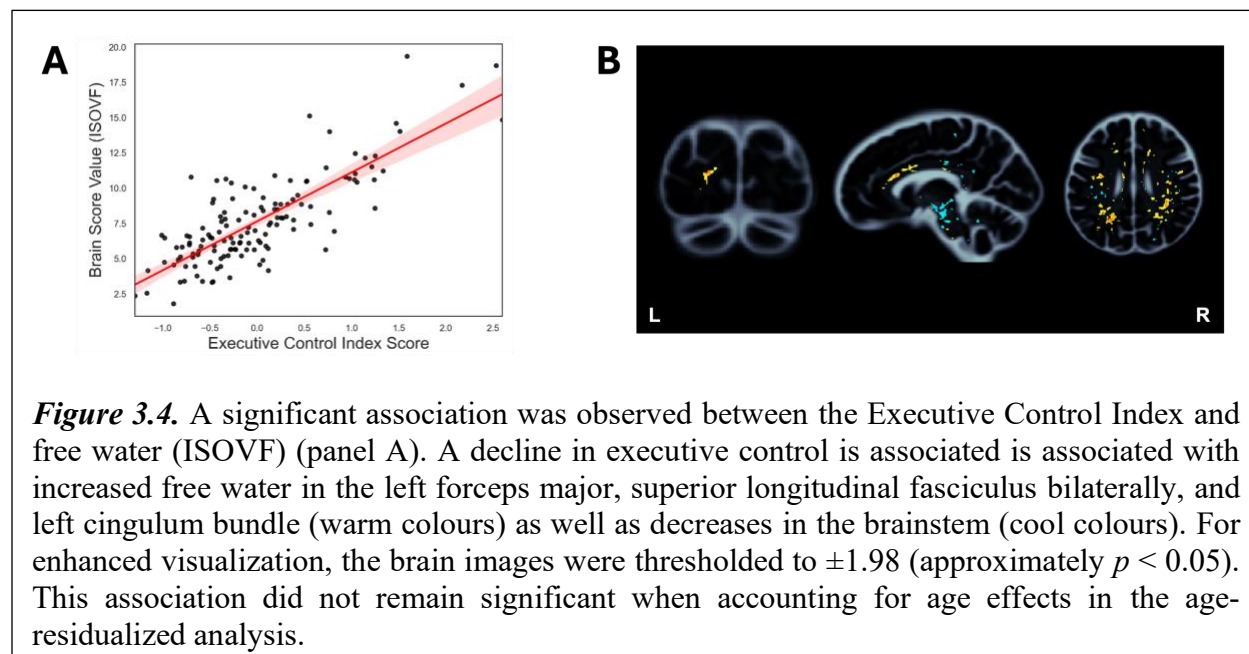 A
B
20.0
17.5
15.0
12.5
10.0
7.5
5.0
2.5
Brain Score Value (ISOVF)
−1.0 −0.5 0.0 0.5 1.0 1.5 2.0 2.5
Executive Control Index Score
L R
Figure 3.4. A significant association was observed between the Executive Control Index and
free water (ISOVF) (panel A). A decline in executive control is associated is associated with
increased free water in the left forceps major, superior longitudinal fasciculus bilaterally, and
left cingulum bundle (warm colours) as well as decreases in the brainstem (cool colours). For
enhanced visualization, the brain images were thresholded to ±1.98 (approximately p < 0.05).
This association did not remain significant when accounting for age effects in the age-
residualized analysis.